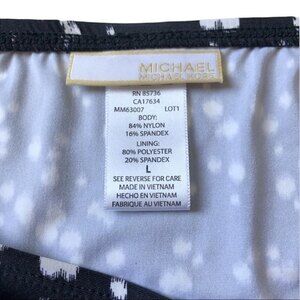 MICHAEL
MICHAEL KORS
RN 85736
CA17634
MM63007 LOT1
BODY:
84% NYLON
16% SPANDEX
LINING:
80% POLYESTER
20% SPANDEX
L
SEE REVERSE FOR CARE
MADE IN VIETNAM
HECHO EN VIETNAM
FABRIQUE AU VIETNAM